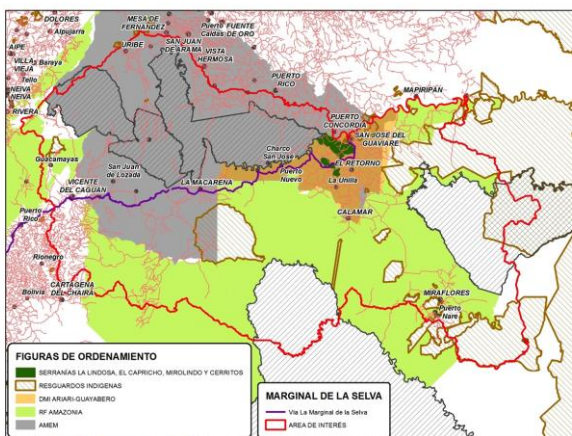 DOLORES
Alpujarra
MESA DE
FERNANDEZ
Puerto FUENTE
Caldas DE ORO
AIPE
Baraya
VILLA
VIEJA
Tello
URIBE
SAN JUAN
DE ARAMA
VISTA
HERMOSA
NEIVA
NEIVA
RIVERA
PUERTO
RICO
MAPIRIPÁN
PUERTO
CONCORDIA
SAN JOSE DEL
GUAVIARE
Charco
San Jose
EL RETORNO
Guacamayas
San Juan
de Lozada
LA MACARENA
Puerto
Nuevo
La Unilla
VICENTE
DEL CAGUAN
CALAMAR
Puerto
Rico
Rionegro
Bolivia
CARTAGENA
DEL CHAIRA
MIRAFLORES
Puerto
Nare
FIGURAS DE ORDENAMIENTO
SERRANÍAS LA LINDOSA, EL CAPRICHO, MIROLINDO Y CERRITOS
RESGUARDOS INDIGENAS
DMI ARIARI-GUAYABERO
RF AMAZONIA
AMEM
MARGINAL DE LA SELVA
Vía La Marginal de la Selva
AREA DE INTERÉS